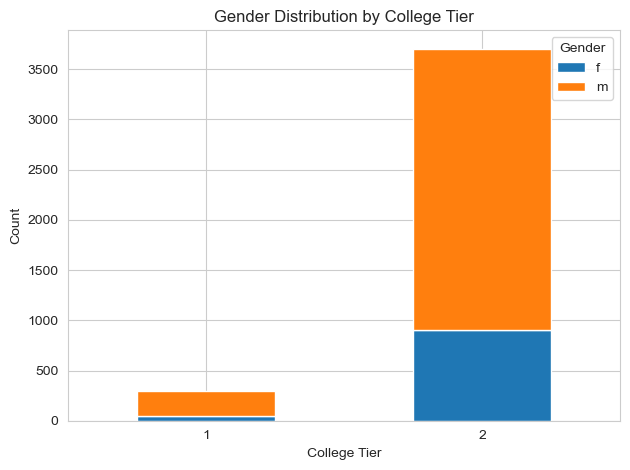 Gender Distribution by College Tier
Gender
f
m
3500
3000
2500
2000
1500
1000
500
0
Count
1 2
College Tier